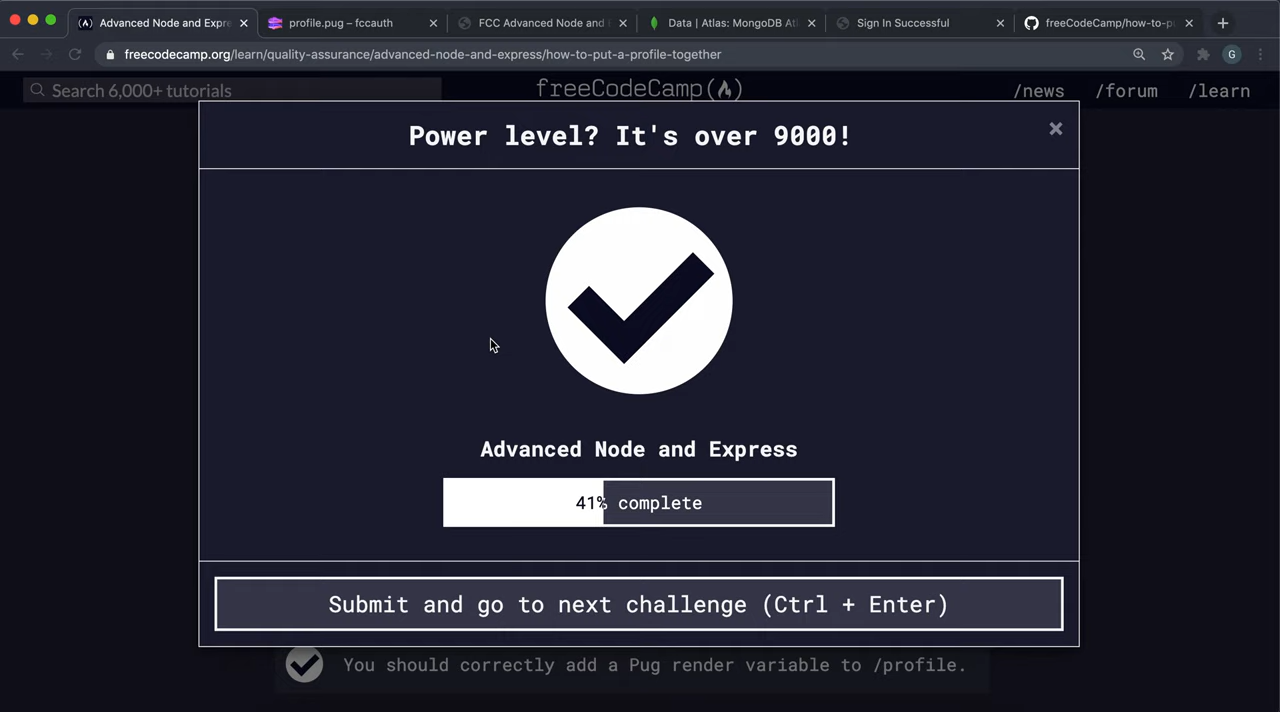 Advanced Node and Expre
profile.pug – fccauth
FCC Advanced Node and E
Data | Atlas: MongoDB Atl
Sign In Successful
freeCodeCamp/how-to-p
freecodecamp.org/learn/quality-assurance/advanced-node-and-express/how-to-put-a-profile-together
G
Search 6,000+ tutorials
freeCodeCamp(🔥)
/news
/forum
/learn
Power level? It's over 9000!
Advanced Node and Express
41% complete
Submit and go to next challenge (Ctrl + Enter)
You should correctly add a Pug render variable to /profile.